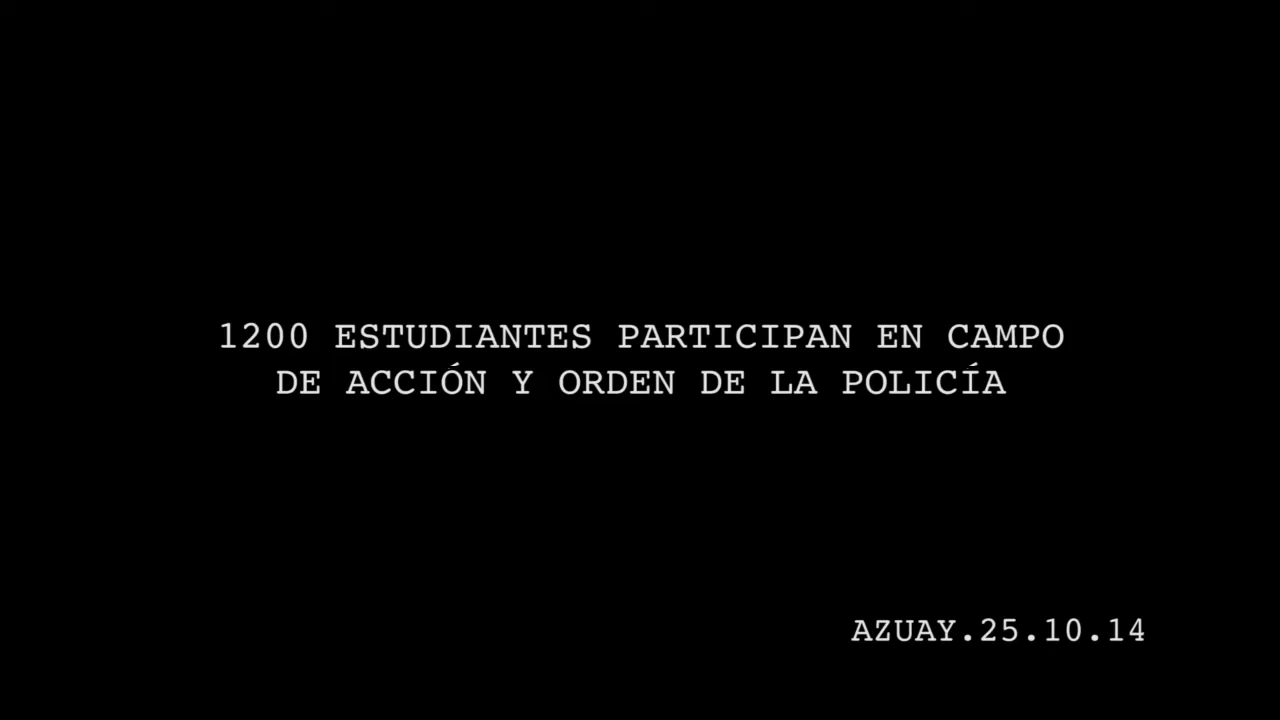 1200 ESTUDIANTES PARTICIPAN EN CAMPO
DE ACCIÓN Y ORDEN DE LA POLICÍA
AZUAY.25.10.14